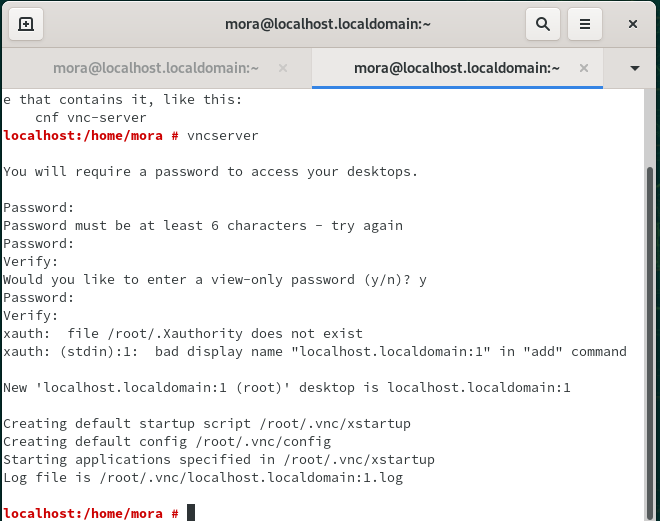 mora@localhost.localdomain:~
mora@localhost.localdomain:~
mora@localhost.localdomain:~
e that contains it, like this:
    cnf vnc-server
localhost:/home/mora # vncserver

You will require a password to access your desktops.

Password:
Password must be at least 6 characters - try again
Password:
Verify:
Would you like to enter a view-only password (y/n)? y
Password:
Verify:
xauth:  file /root/.Xauthority does not exist
xauth: (stdin):1:  bad display name "localhost.localdomain:1" in "add" command

New 'localhost.localdomain:1 (root)' desktop is localhost.localdomain:1

Creating default startup script /root/.vnc/xstartup
Creating default config /root/.vnc/config
Starting applications specified in /root/.vnc/xstartup
Log file is /root/.vnc/localhost.localdomain:1.log

localhost:/home/mora #